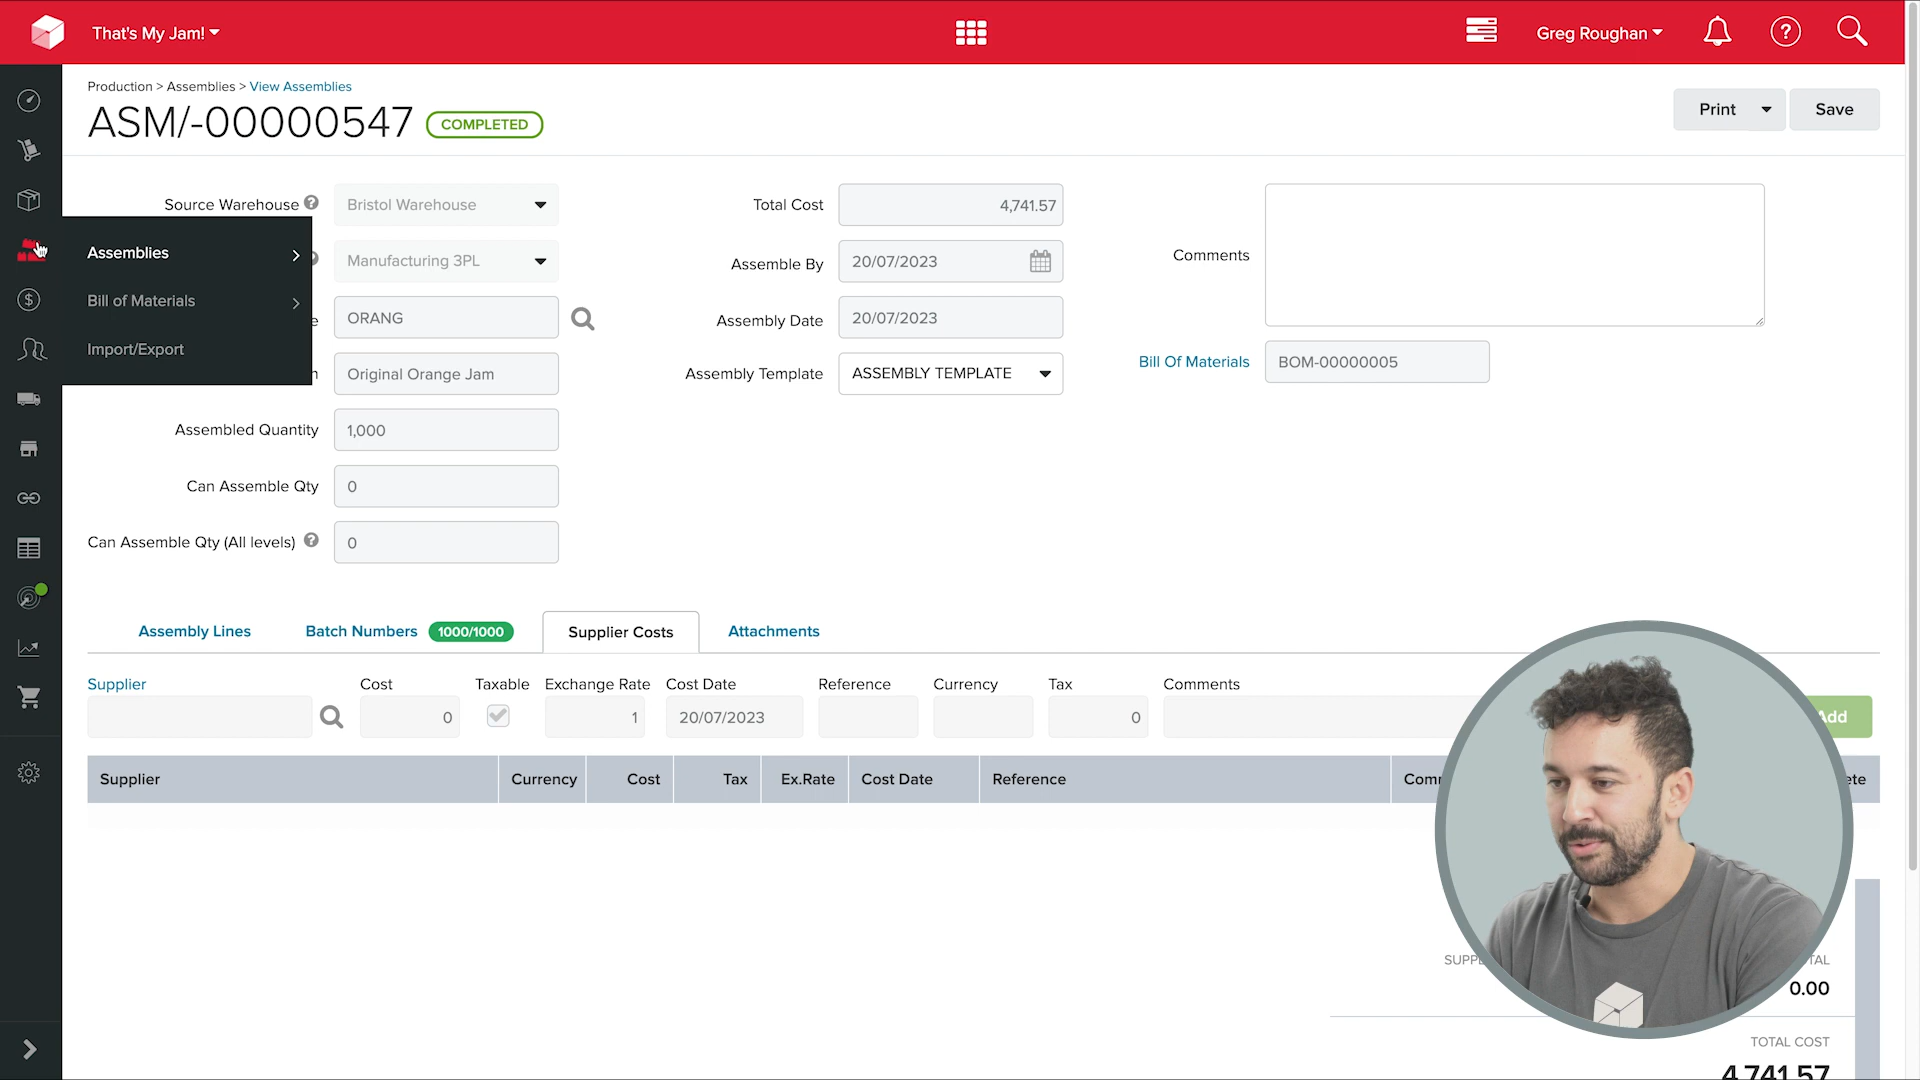 That's My Jam!
Greg Roughan
?
Production > Assemblies > View Assemblies
ASM/-00000547 COMPLETED
Print
Save
Source Warehouse ? Bristol Warehouse
Total Cost 4,741.57
Comments
Assemblies
Bill of Materials
Import/Export
Manufacturing 3PL
Assemble By 20/07/2023
ORANG
Assembly Date 20/07/2023
Original Orange Jam
Assembly Template ASSEMBLY TEMPLATE
Bill Of Materials BOM-00000005
Assembled Quantity 1,000
Can Assemble Qty 0
Can Assemble Qty (All levels) ? 0
Assembly Lines
Batch Numbers 1000/1000
Supplier Costs
Attachments
Supplier Cost Taxable Exchange Rate Cost Date Reference Currency Tax Comments
0 1 20/07/2023 0 Add
Supplier Currency Cost Tax Ex.Rate Cost Date Reference
0.00
TOTAL COST
4,741.57